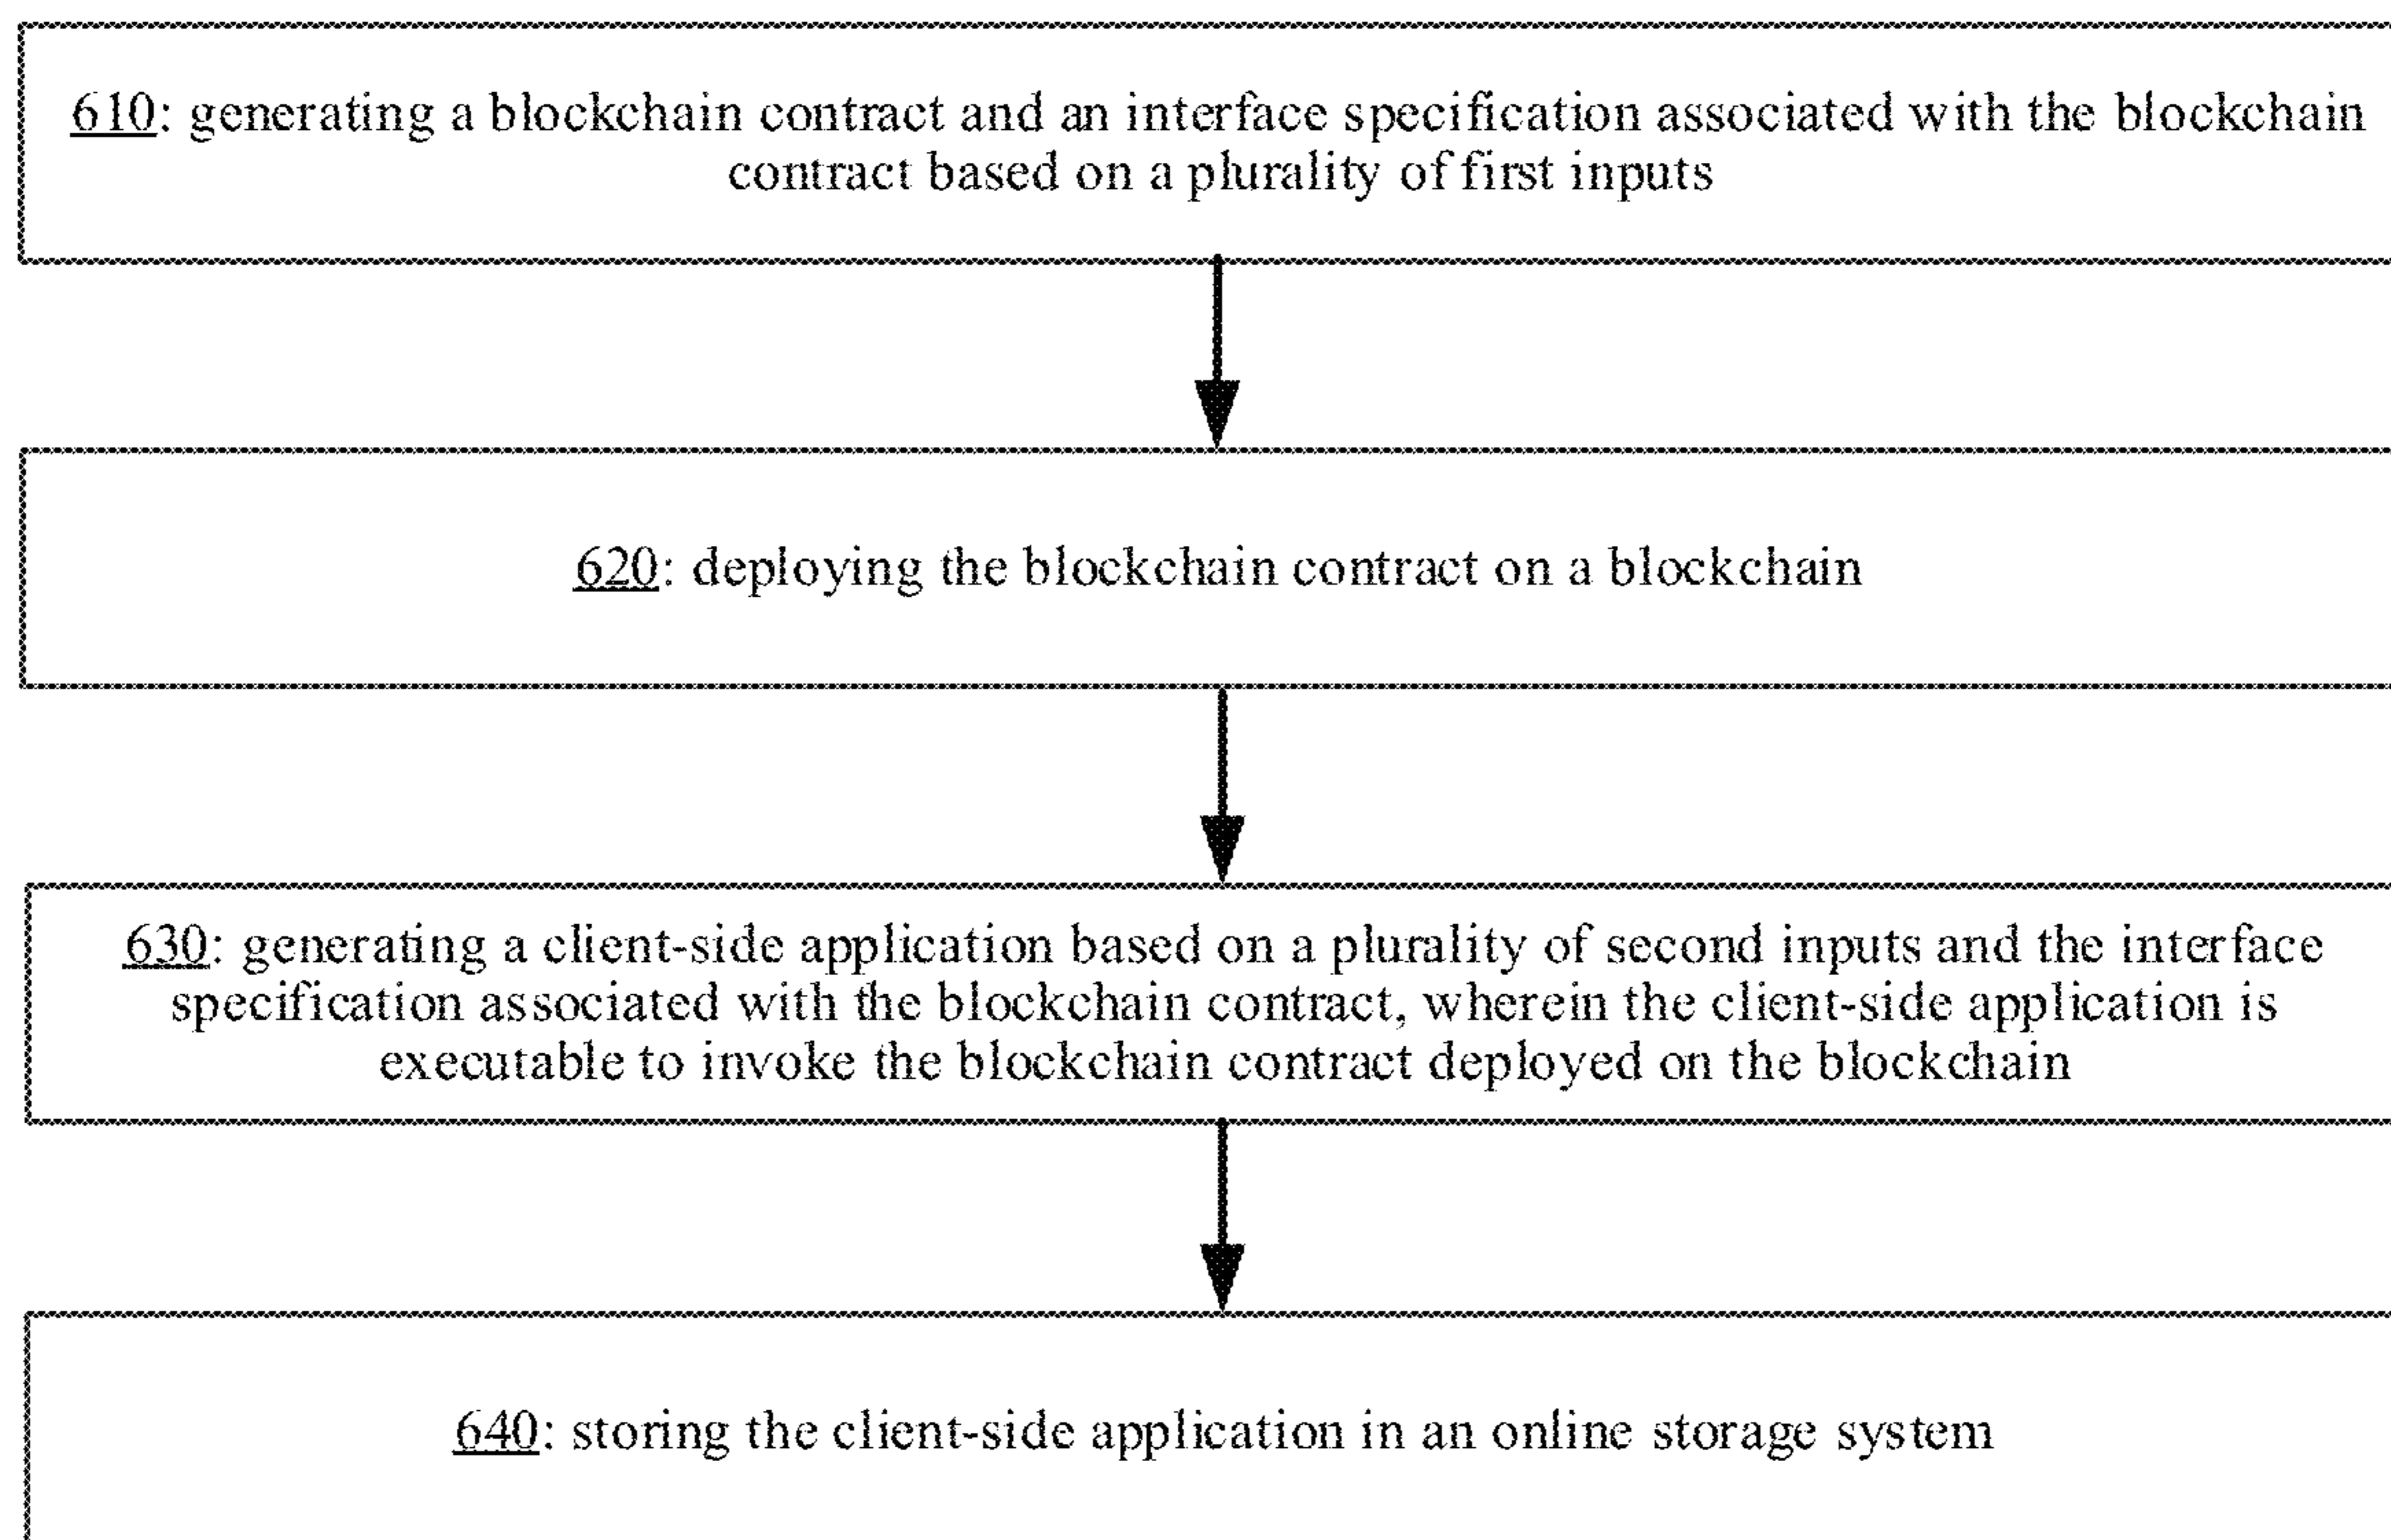 610: generating a blockchain contract and an interface specification associated with the blockchain
contract based on a plurality of first inputs
620: deploying the blockchain contract on a blockchain
630: generating a client-side application based on a plurality of second inputs and the interface
specification associated with the blockchain contract, wherein the client-side application is
executable to invoke the blockchain contract deployed on the blockchain
640: storing the client-side application in an online storage system